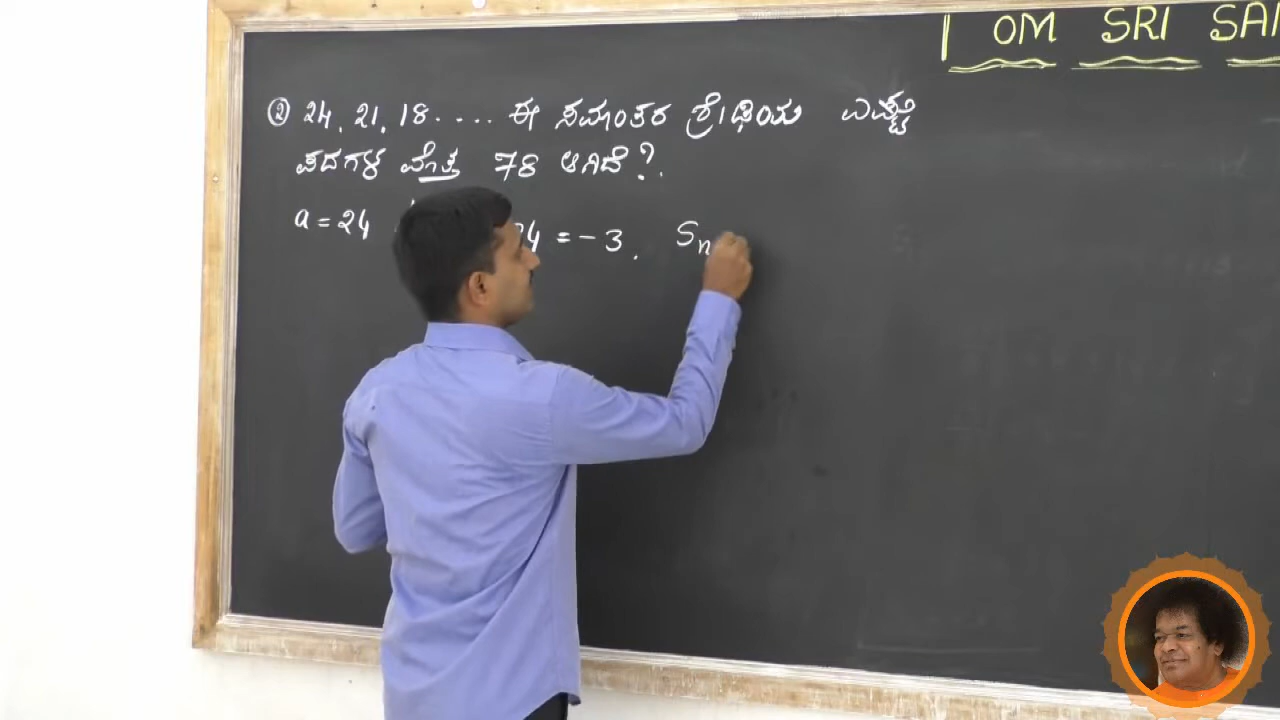 OM SRI SAI
② 24, 21, 18.... ಈ ಸಮಾಂತರ ಶ್ರೇಢಿಯ ಎಷ್ಟು
ಪದಗಳ ಮೊತ್ತ 78 ಆಗಿದೆ ?.
a = 24 24 = -3. Sn